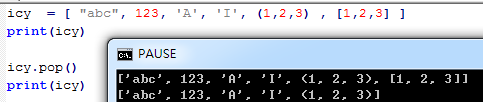 icy  = [ "abc", 123, 'A', 'I', (1,2,3) , [1,2,3] ]
print(icy)
icy.pop()
print(icy)
C:\. PAUSE
['abc', 123, 'A', 'I', (1, 2, 3), [1, 2, 3]]
['abc', 123, 'A', 'I', (1, 2, 3)]